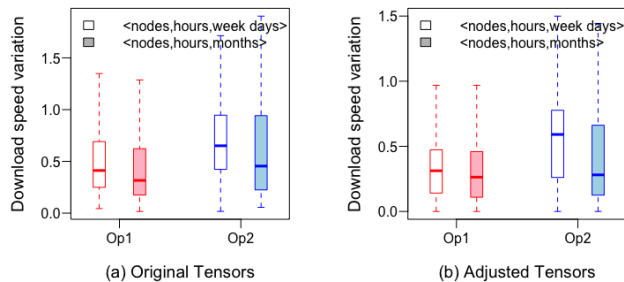 <nodes,hours,week days>
<nodes,hours,months>
Download speed variation
1.5
1.0
0.5
0.0
Op1 Op2
(a) Original Tensors
<nodes,hours,week days>
<nodes,hours,months>
Download speed variation
1.5
1.0
0.5
0.0
Op1 Op2
(b) Adjusted Tensors